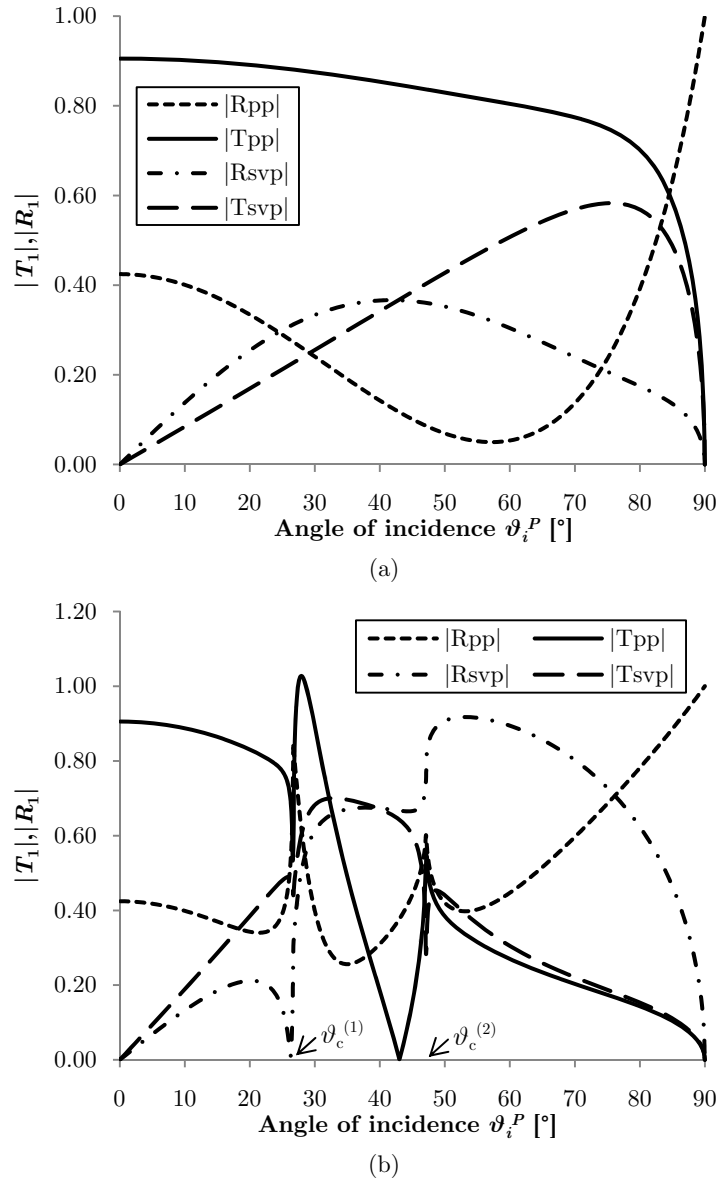 1.00
0.80
0.60
0.40
0.20
0.00
|T₁|,|R₁|
|Rpp|
|Tpp|
|Rsvp|
|Tsvp|
0 10 20 30 40 50 60 70 80 90
Angle of incidence ϑᵢᴾ [°]
(a)
1.20
1.00
0.80
0.60
0.40
0.20
0.00
|T₁|,|R₁|
|Rpp| |Tpp|
|Rsvp| |Tsvp|
ϑc⁽¹⁾ ϑc⁽²⁾
0 10 20 30 40 50 60 70 80 90
Angle of incidence ϑᵢᴾ [°]
(b)